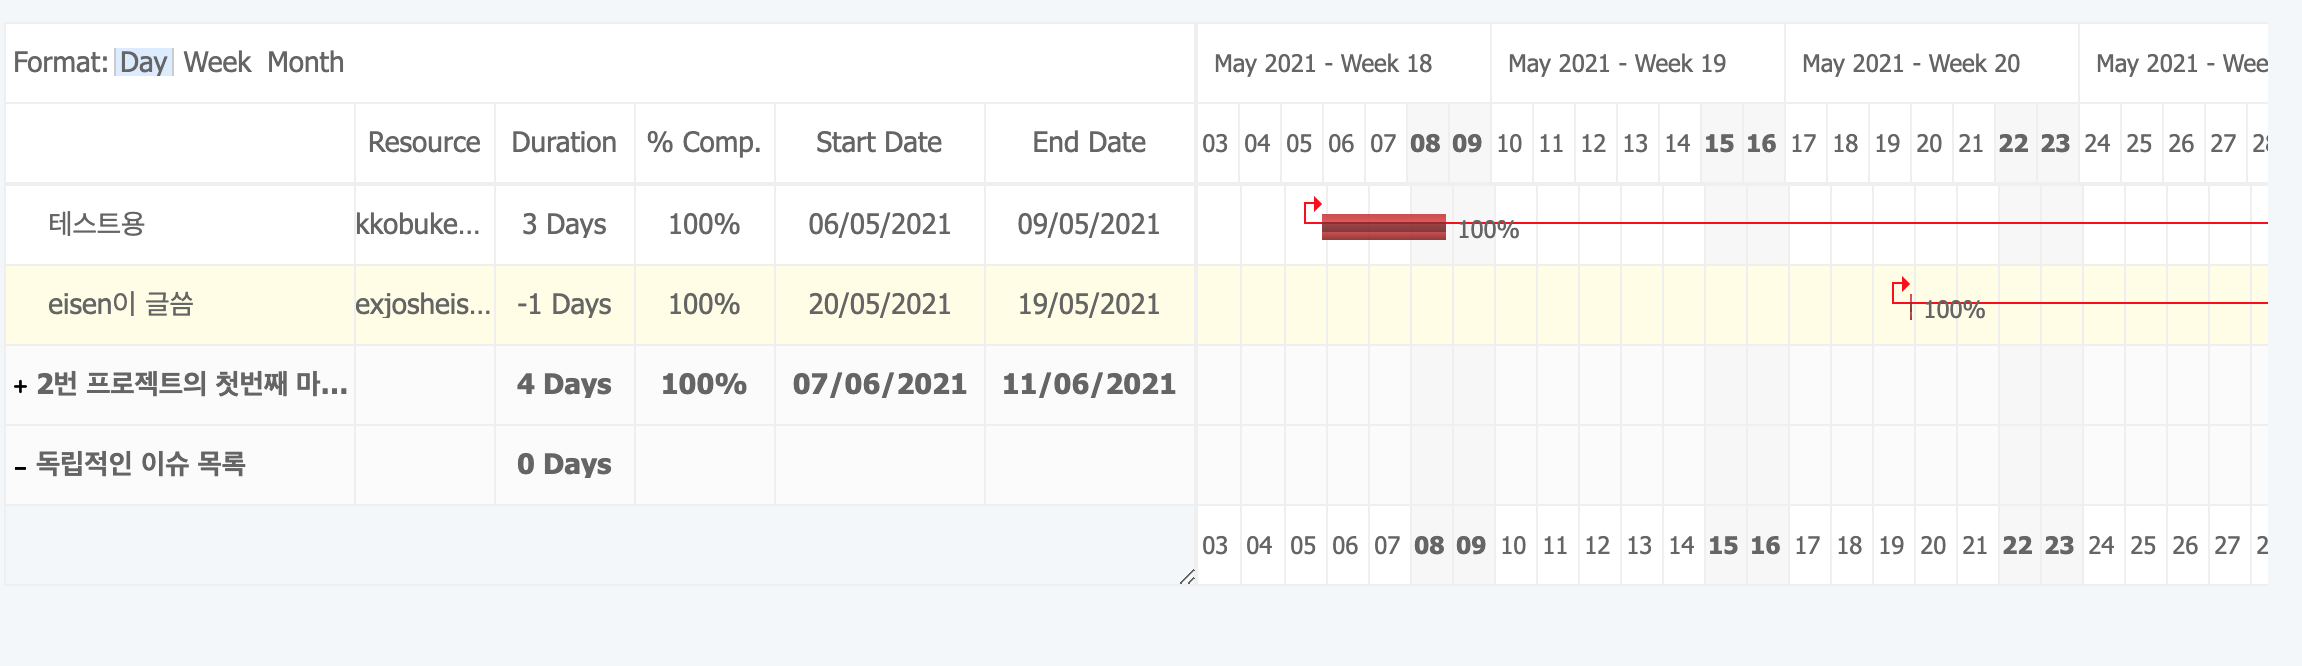 Format: Day Week Month May 2021 - Week 18 May 2021 - Week 19 May 2021 - Week 20 May 2021 - Wee
Resource Duration % Comp. Start Date End Date 03 04 05 06 07 08 09 10 11 12 13 14 15 16 17 18 19 20 21 22 23 24 25 26 27 28
테스트용 kkobuke... 3 Days 100% 06/05/2021 09/05/2021 100%
eisen이 글씀 exjosheis... -1 Days 100% 20/05/2021 19/05/2021 100%
+ 2번 프로젝트의 첫번째 마... 4 Days 100% 07/06/2021 11/06/2021
– 독립적인 이슈 목록 0 Days
03 04 05 06 07 08 09 10 11 12 13 14 15 16 17 18 19 20 21 22 23 24 25 26 27 2